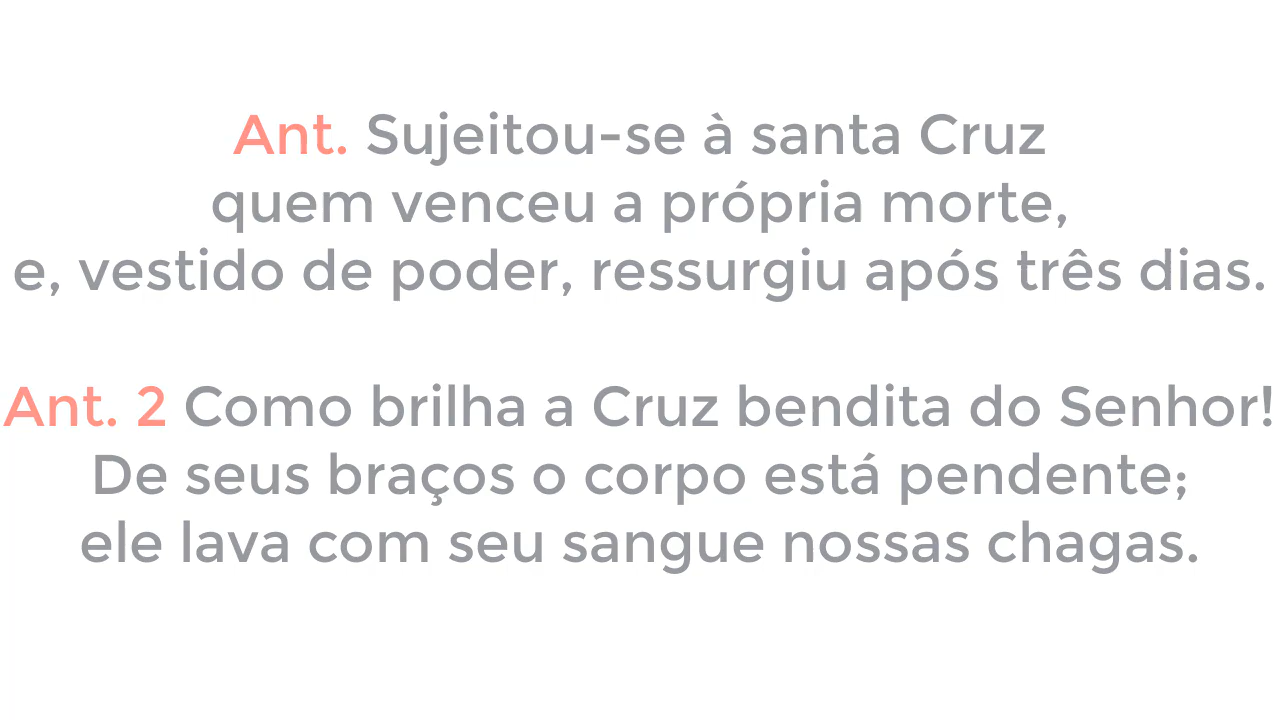 Ant. Sujeitou-se à santa Cruz
quem venceu a própria morte,
e, vestido de poder, ressurgiu após três dias.
Ant. 2 Como brilha a Cruz bendita do Senhor!
De seus braços o corpo está pendente;
ele lava com seu sangue nossas chagas.